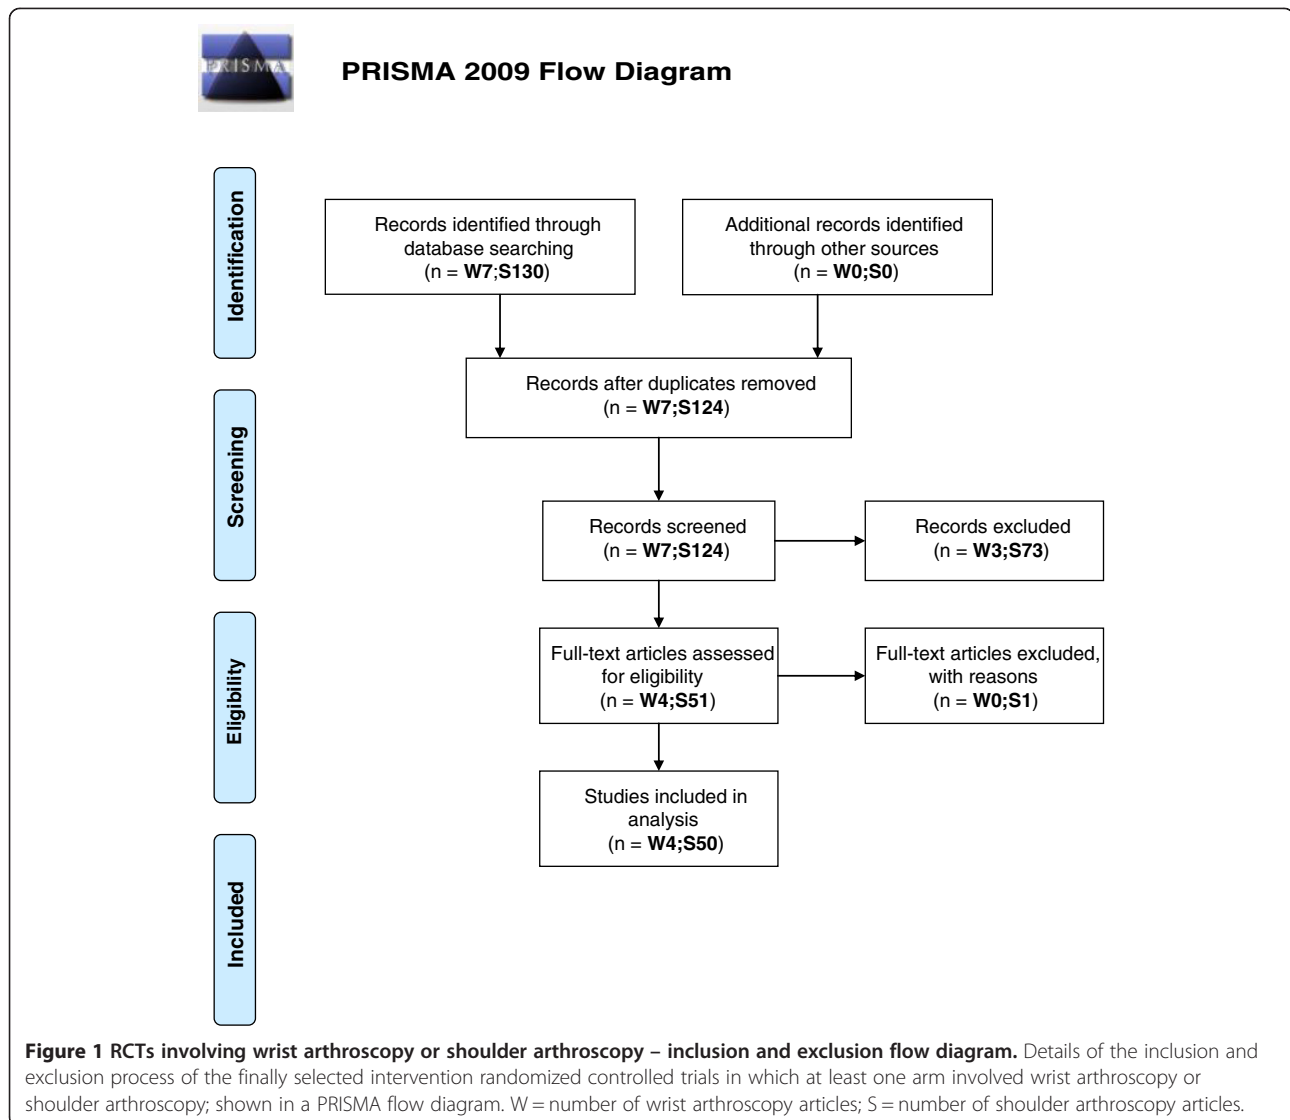 PRISMA
PRISMA 2009 Flow Diagram
Identification
Records identified through
database searching
(n = W7;S130)
Additional records identified
through other sources
(n = W0;S0)
Records after duplicates removed
(n = W7;S124)
Screening
Records screened
(n = W7;S124)
Records excluded
(n = W3;S73)
Eligibility
Full-text articles assessed
for eligibility
(n = W4;S51)
Full-text articles excluded,
with reasons
(n = W0;S1)
Studies included in
analysis
(n = W4;S50)
Included
Figure 1 RCTs involving wrist arthroscopy or shoulder arthroscopy – inclusion and exclusion flow diagram. Details of the inclusion and
exclusion process of the finally selected intervention randomized controlled trials in which at least one arm involved wrist arthroscopy or
shoulder arthroscopy; shown in a PRISMA flow diagram. W = number of wrist arthroscopy articles; S = number of shoulder arthroscopy articles.